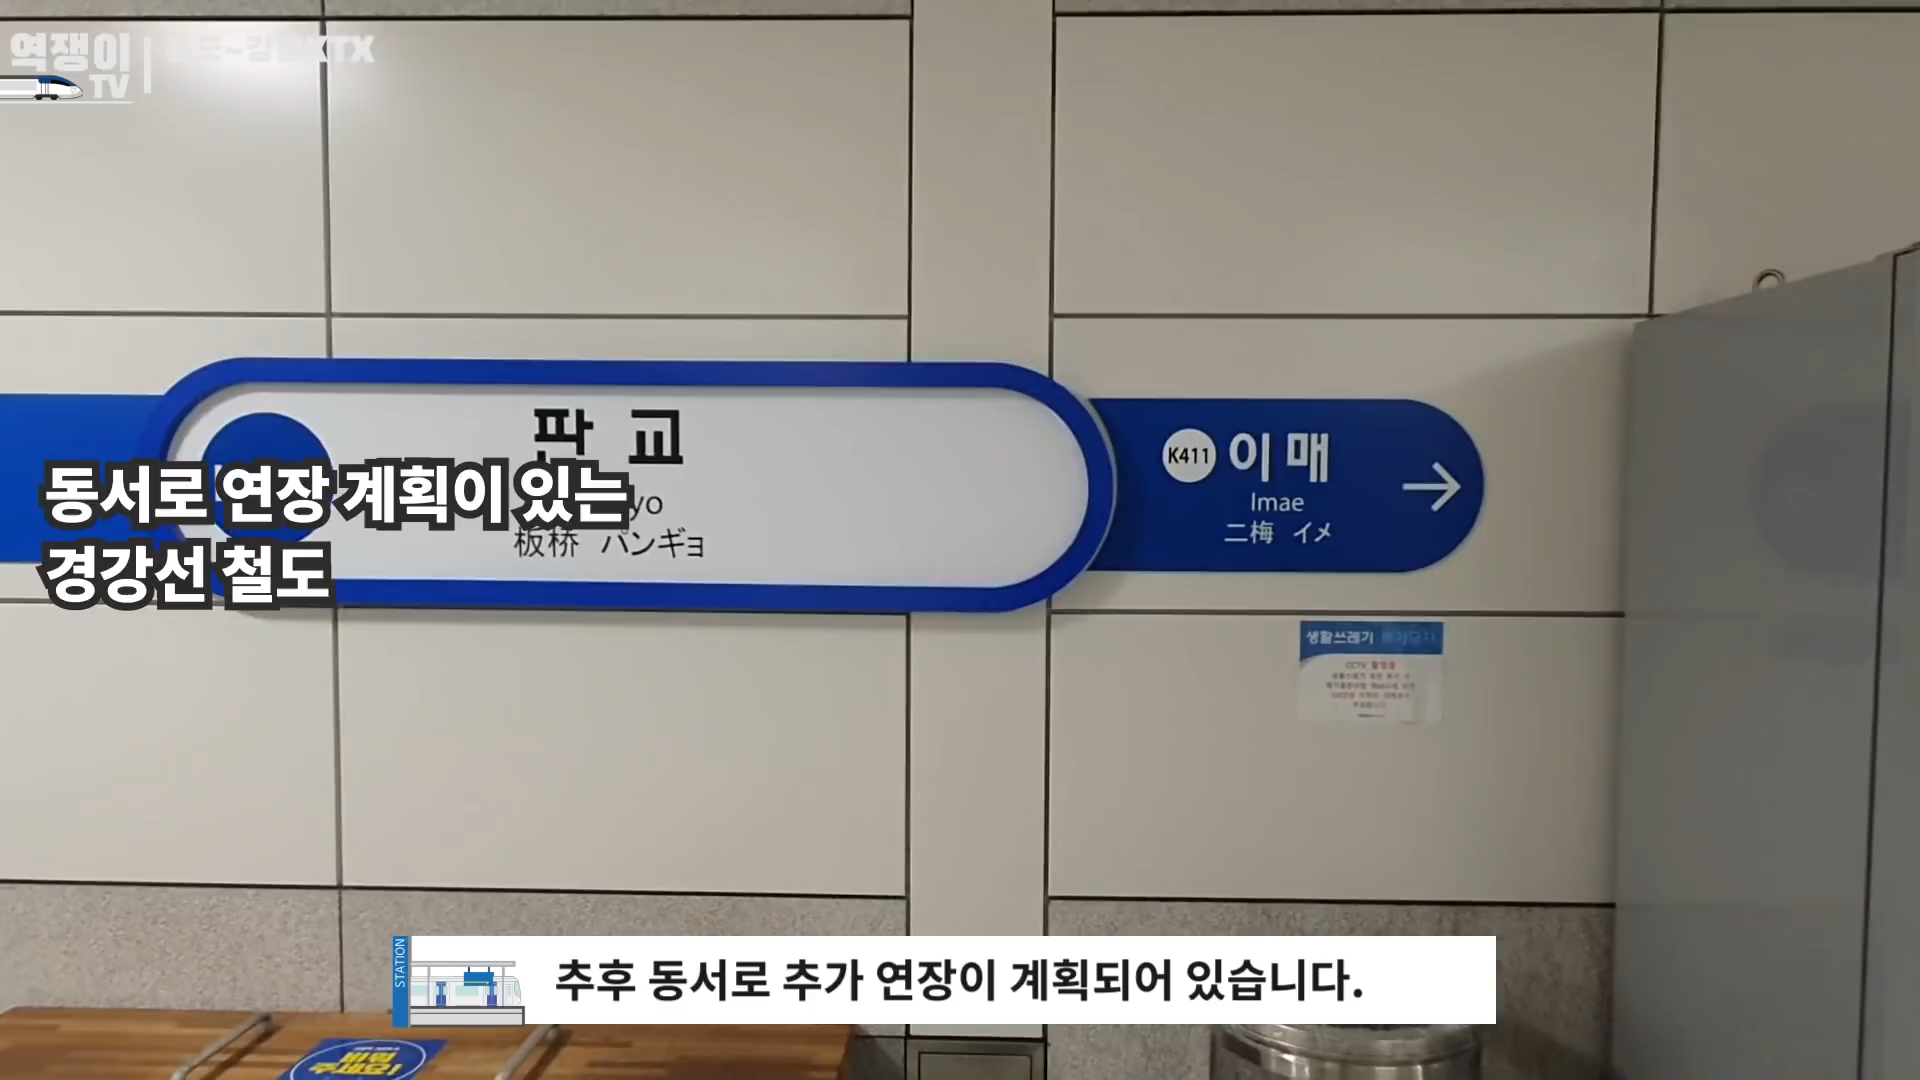 역쟁이
TV
KTX
판교
yo
板桥 パンギョ
K411 이매
Imae
二梅 イメ
동서로 연장 계획이 있는
경강선 철도
생활쓰레기
CCTV
STATION
추후 동서로 추가 연장이 계획되어 있습니다.